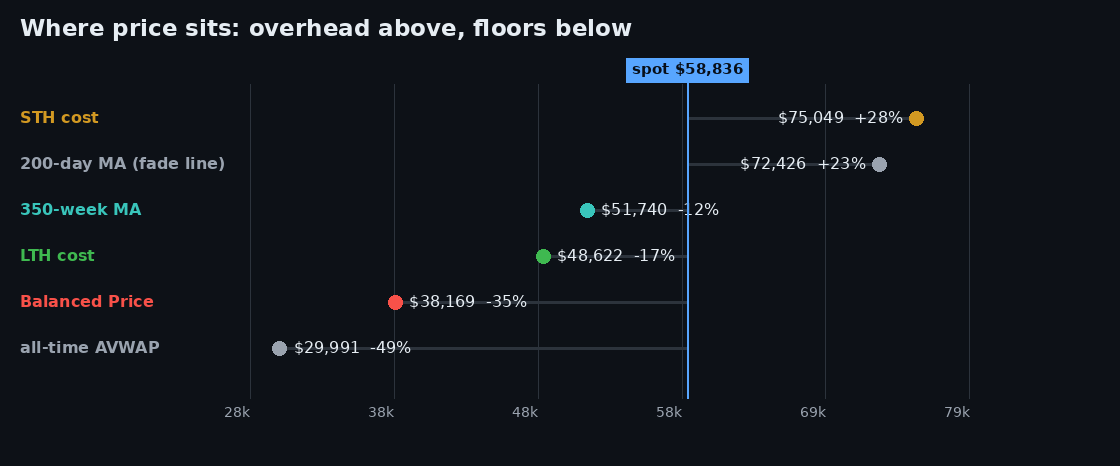 Where price sits: overhead above, floors below
spot $58,836
STH cost $75,049 +28%
200-day MA (fade line) $72,426 +23%
350-week MA $51,740 -12%
LTH cost $48,622 -17%
Balanced Price $38,169 -35%
all-time AVWAP $29,991 -49%
28k 38k 48k 58k 69k 79k